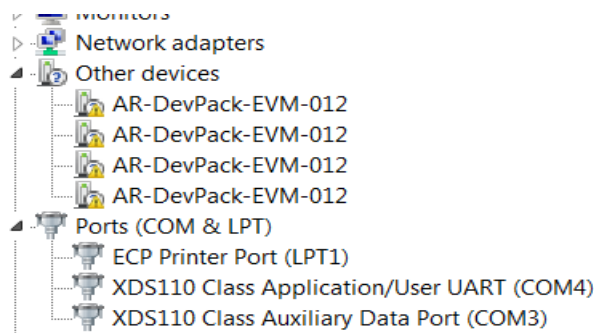 Monitors
Network adapters
Other devices
AR-DevPack-EVM-012
AR-DevPack-EVM-012
AR-DevPack-EVM-012
AR-DevPack-EVM-012
Ports (COM & LPT)
ECP Printer Port (LPT1)
XDS110 Class Application/User UART (COM4)
XDS110 Class Auxiliary Data Port (COM3)